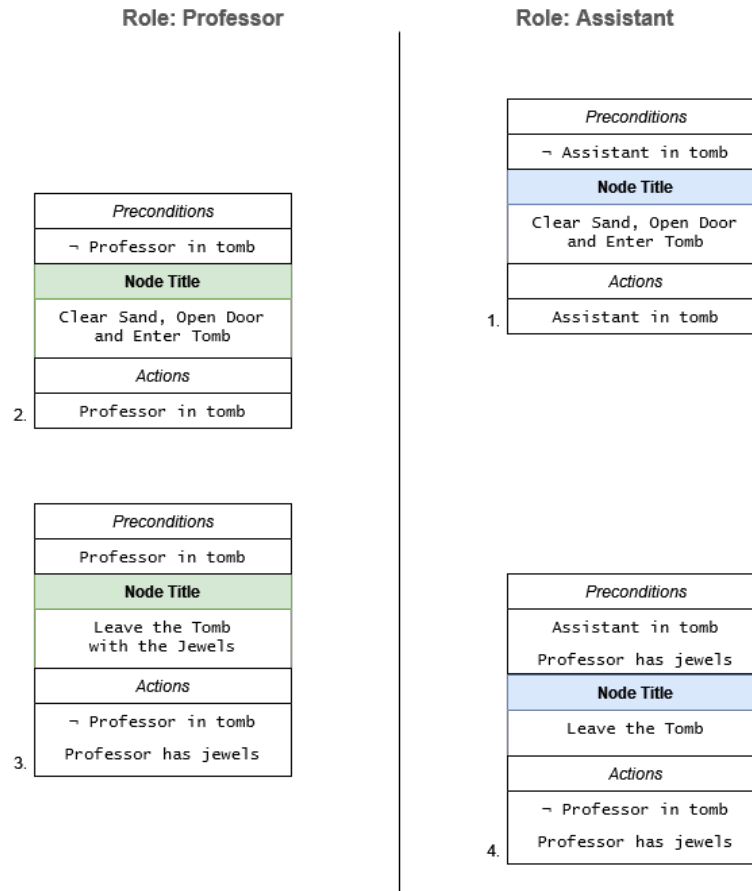 Role: Professor
Role: Assistant
Preconditions
¬ Assistant in tomb
Node Title
Clear Sand, Open Door
and Enter Tomb
Actions
1. Assistant in tomb
Preconditions
¬ Professor in tomb
Node Title
Clear Sand, Open Door
and Enter Tomb
Actions
2. Professor in tomb
Preconditions
Professor in tomb
Node Title
Leave the Tomb
with the Jewels
Actions
¬ Professor in tomb
3. Professor has jewels
Preconditions
Assistant in tomb
Professor has jewels
Node Title
Leave the Tomb
Actions
¬ Professor in tomb
4. Professor has jewels